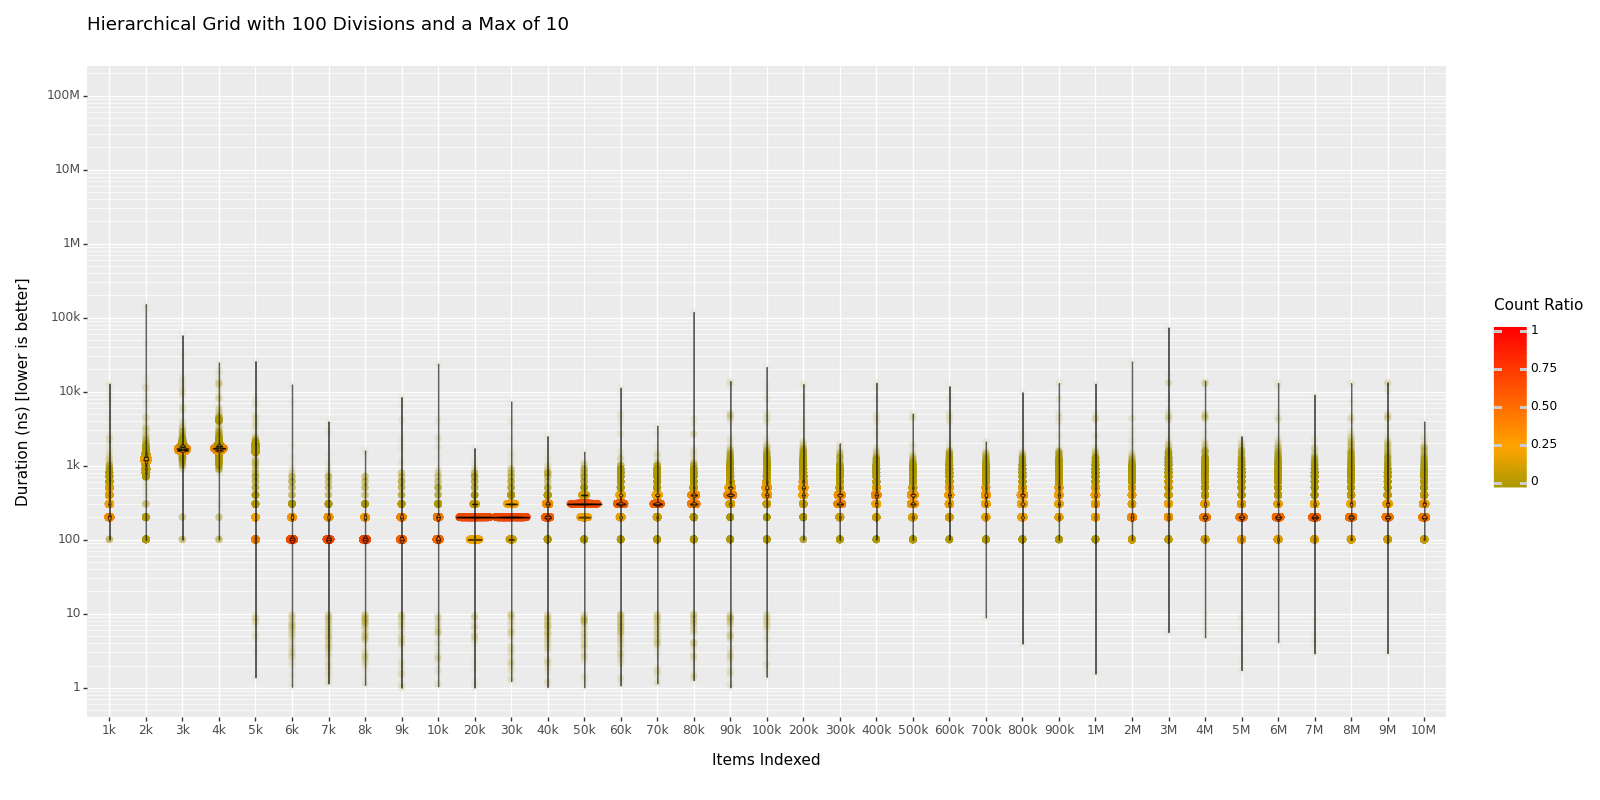 Hierarchical Grid with 100 Divisions and a Max of 10
100M
10M
1M
100k
10k
1k
100
10
1
Duration (ns) [lower is better]
1k 2k 3k 4k 5k 6k 7k 8k 9k 10k 20k 30k 40k 50k 60k 70k 80k 90k 100k 200k 300k 400k 500k 600k 700k 800k 900k 1M 2M 3M 4M 5M 6M 7M 8M 9M 10M
Items Indexed
Count Ratio
1
0.75
0.50
0.25
0